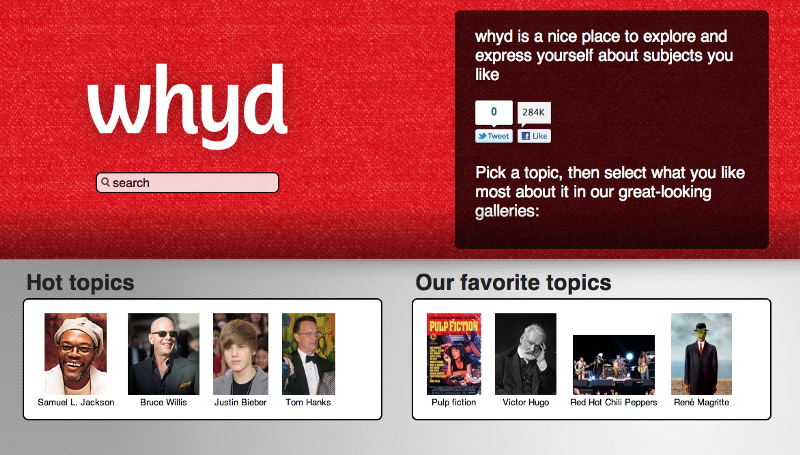 whyd
search
whyd is a nice place to explore and
express yourself about subjects you
like
0
284K
Tweet
Like
Pick a topic, then select what you like
most about it in our great-looking
galleries:
Hot topics
Samuel L. Jackson
Bruce Willis
Justin Bieber
Tom Hanks
Our favorite topics
PULP FICTION
Pulp fiction
Victor Hugo
Red Hot Chili Peppers
René Magritte